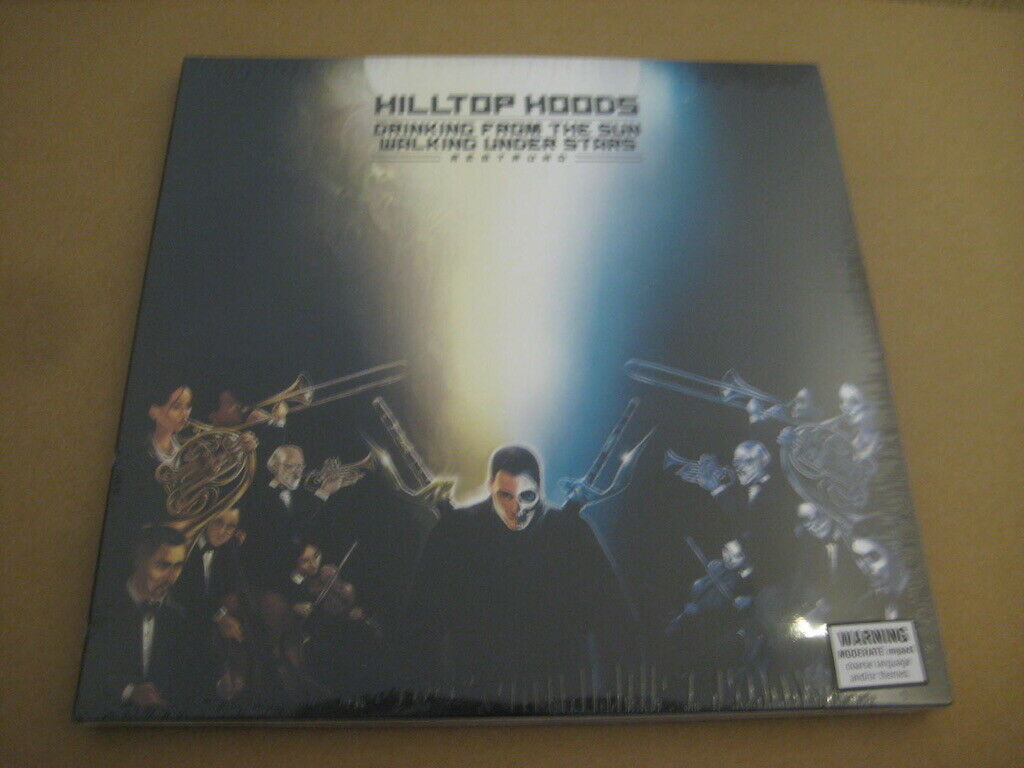 HILLTOP HOODS
DRINKING FROM THE SUN
WALKING UNDER STARS
RESTRUNG
WARNING
MODERATE impact
coarse language
and/or themes